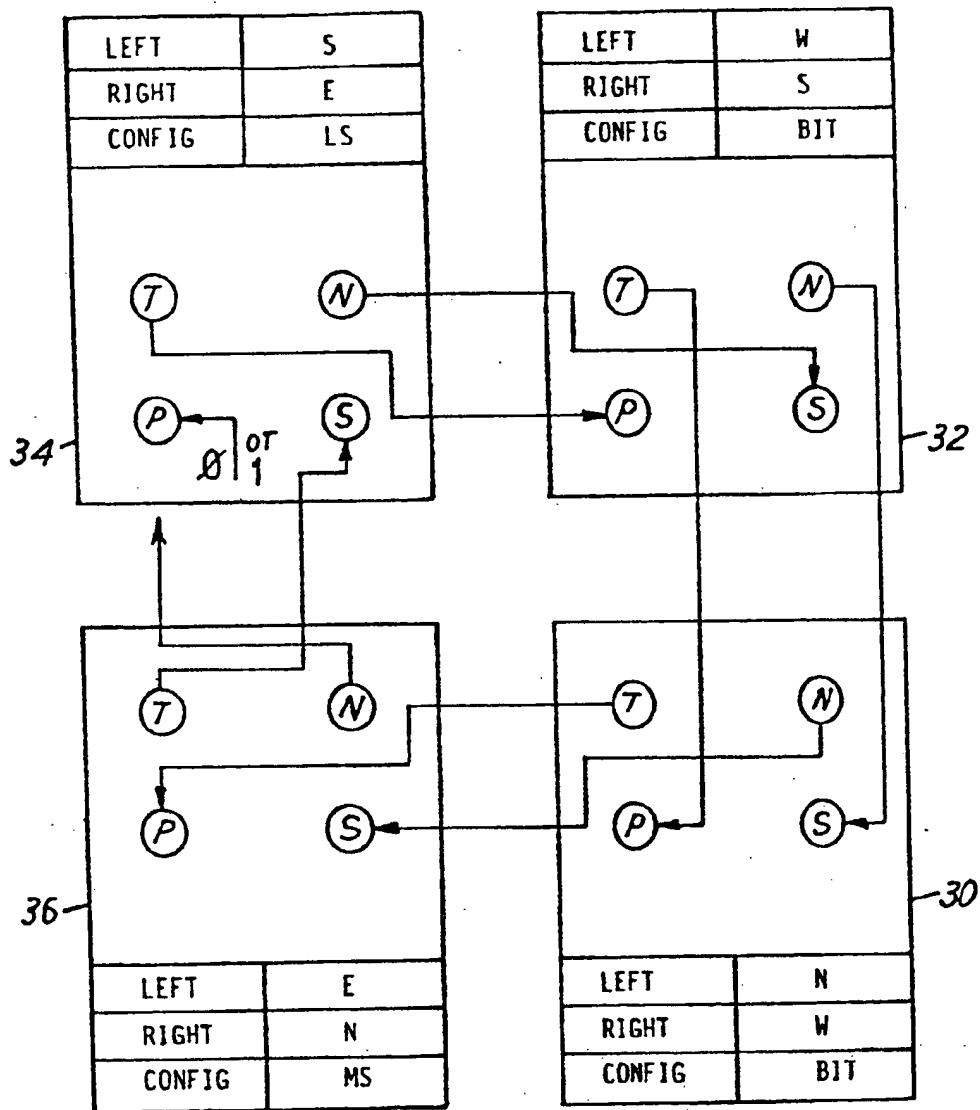 LEFT S
RIGHT E
CONFIG LS
T N
P S
Ø or 1
34
LEFT W
RIGHT S
CONFIG BIT
T N
P S
32
T N
P S
36
LEFT E
RIGHT N
CONFIG MS
T N
P S
30
LEFT N
RIGHT W
CONFIG BIT